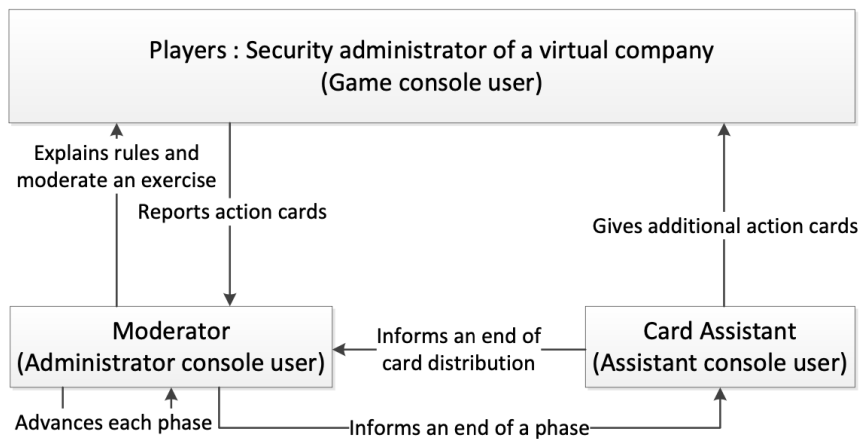 Players : Security administrator of a virtual company
(Game console user)
Explains rules and
moderate an exercise
Reports action cards
Gives additional action cards
Moderator
(Administrator console user)
Informs an end of
card distribution
Card Assistant
(Assistant console user)
Advances each phase
Informs an end of a phase